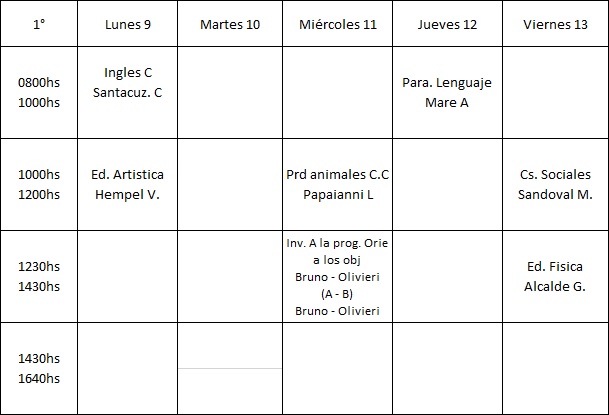 1° Lunes 9 Martes 10 Miércoles 11 Jueves 12 Viernes 13
0800hs
1000hs
Ingles C
Santacuz. C
Para. Lenguaje
Mare A
1000hs
1200hs
Ed. Artistica
Hempel V.
Prd animales C.C
Papaianni L
Cs. Sociales
Sandoval M.
1230hs
1430hs
Inv. A la prog. Orie
a los obj
Bruno - Olivieri
(A - B)
Bruno - Olivieri
Ed. Fisica
Alcalde G.
1430hs
1640hs